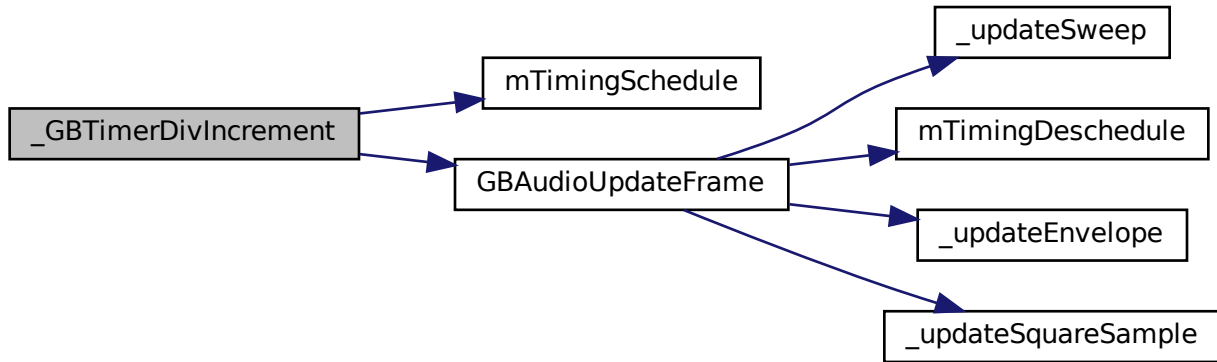 _GBTimerDivIncrement
mTimingSchedule
GBAudioUpdateFrame
_updateSweep
mTimingDeschedule
_updateEnvelope
_updateSquareSample